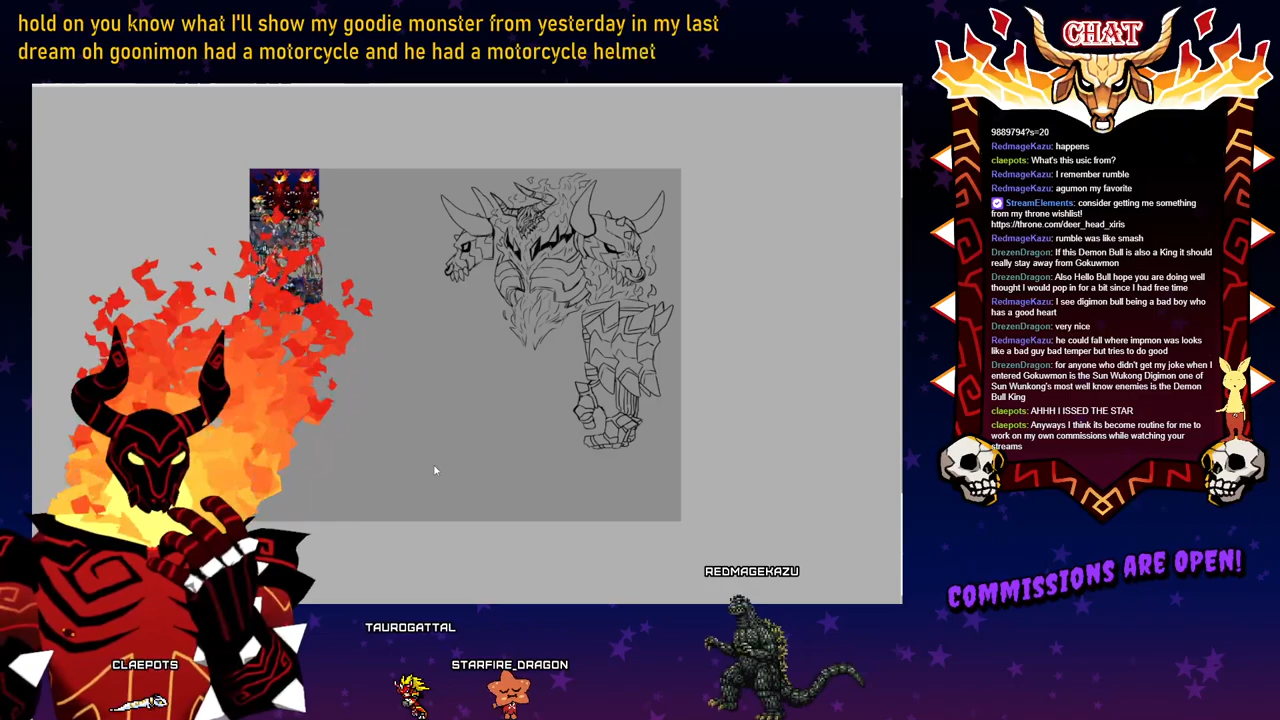 hold on you know what I'll show my goodie monster from yesterday in my last
dream oh goonimon had a motorcycle and he had a motorcycle helmet
CHAT
9889794?s=20
RedmageKazu: happens
claepots: What's this usic from?
RedmageKazu: I remember rumble
RedmageKazu: agumon my favorite
StreamElements: consider getting me something
from my throne wishlist!
https://throne.com/deer_head_xiris
RedmageKazu: rumble was like smash
DrezenDragon: If this Demon Bull is also a King it should
really stay away from Gokuwmon
DrezenDragon: Also Hello Bull hope you are doing well
thought I would pop in for a bit since I had free time
RedmageKazu: I see digimon bull being a bad boy who
has a good heart
DrezenDragon: very nice
RedmageKazu: he could fall where impmon was looks
like a bad guy bad temper but tries to do good
DrezenDragon: for anyone who didn't get my joke when I
entered Gokuwmon is the Sun Wukong Digimon one of
Sun Wunkong's most well know enemies is the Demon
Bull King
claepots: AHHH I ISSED THE STAR
claepots: Anyways I think its become routine for me to
work on my own commissions while watching your
streams
COMMISSIONS ARE OPEN!
REDMAGEKAZU
TAUROGATTAL
CLAEPOTS
STARFIRE_DRAGON